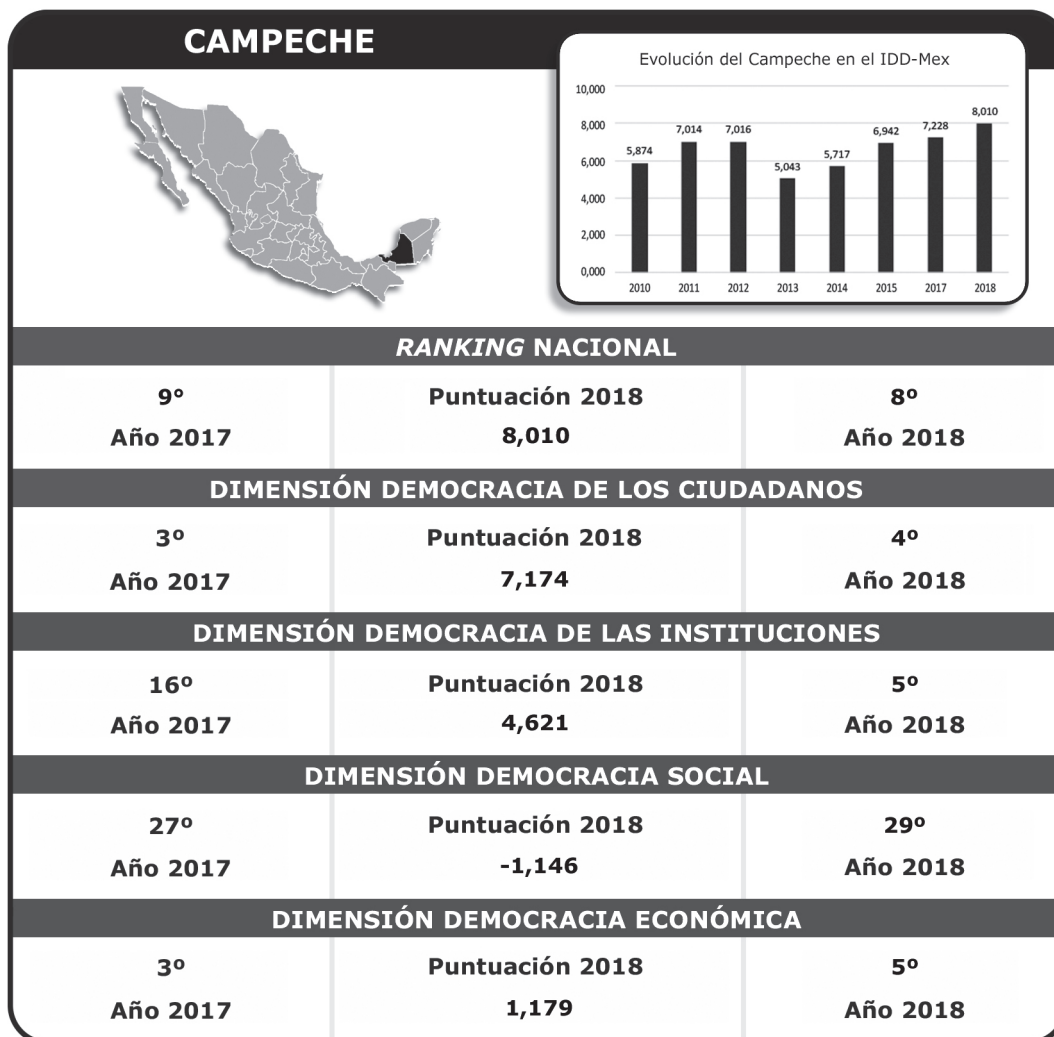 CAMPECHE
Evolución del Campeche en el IDD-Mex
10,000
8,000
6,000
4,000
2,000
0,000
5,874
7,014
7,016
5,043
5,717
6,942
7,228
8,010
2010 2011 2012 2013 2014 2015 2017 2018
RANKING NACIONAL
9° Puntuación 2018 8º
Año 2017 8,010 Año 2018
DIMENSIÓN DEMOCRACIA DE LOS CIUDADANOS
3º Puntuación 2018 4º
Año 2017 7,174 Año 2018
DIMENSIÓN DEMOCRACIA DE LAS INSTITUCIONES
16º Puntuación 2018 5º
Año 2017 4,621 Año 2018
DIMENSIÓN DEMOCRACIA SOCIAL
27º Puntuación 2018 29º
Año 2017 -1,146 Año 2018
DIMENSIÓN DEMOCRACIA ECONÓMICA
3º Puntuación 2018 5º
Año 2017 1,179 Año 2018